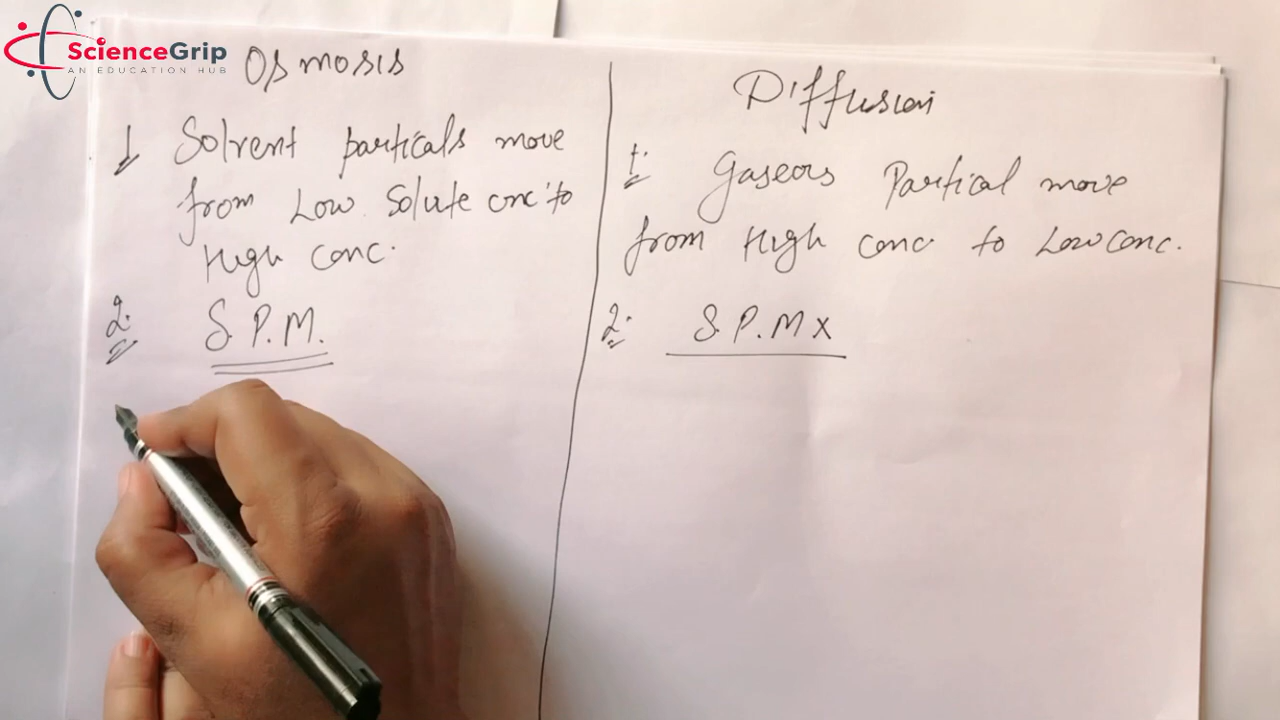 ScienceGrip
AN EDUCATION HUB
Osmosis
1 Solvent particals move
from Low Solute conc to
High conc.
2. S.P.M.
Diffusion
1. Gaseous Partical move
from High conc to Low conc.
2. S.P.M x